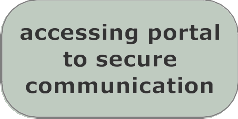 accessing portal
to secure
communication